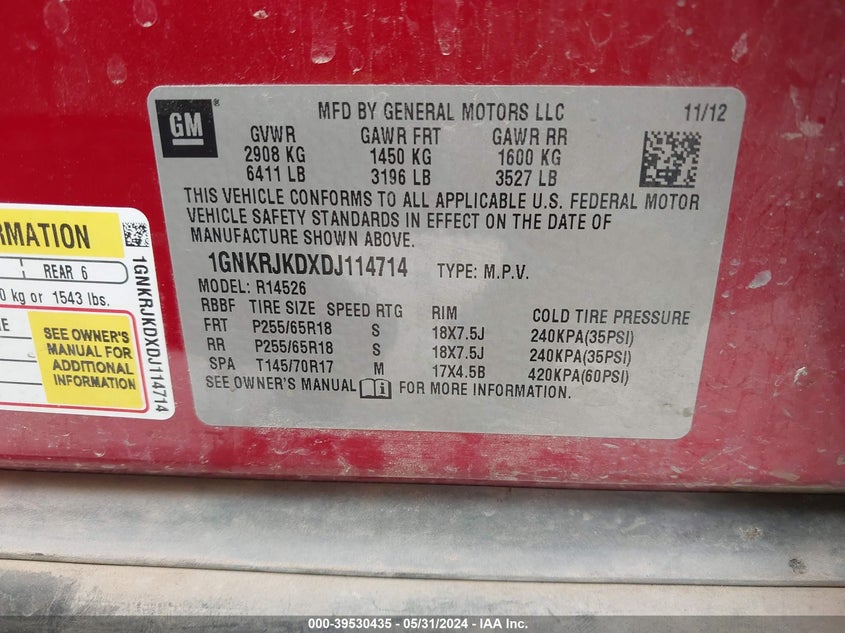 GM
MFD BY GENERAL MOTORS LLC 11/12
GVWR GAWR FRT GAWR RR
2908 KG 1450 KG 1600 KG
6411 LB 3196 LB 3527 LB
THIS VEHICLE CONFORMS TO ALL APPLICABLE U.S. FEDERAL MOTOR
VEHICLE SAFETY STANDARDS IN EFFECT ON THE DATE OF
MANUFACTURE SHOWN ABOVE.
1GNKRJKDXDJ114714 TYPE: M.P.V.
MODEL: R14526
RBBF TIRE SIZE SPEED RTG RIM COLD TIRE PRESSURE
FRT P255/65R18 S 18X7.5J 240KPA(35PSI)
RR P255/65R18 S 18X7.5J 240KPA(35PSI)
SPA T145/70R17 M 17X4.5B 420KPA(60PSI)
SEE OWNER'S MANUAL FOR MORE INFORMATION.
RMATION
REAR 6
0 kg or 1543 lbs.
SEE OWNER'S
MANUAL FOR
ADDITIONAL
INFORMATION
1GNKRJKDXDJ114714
000-39530435 - 05/31/2024 - IAA Inc.